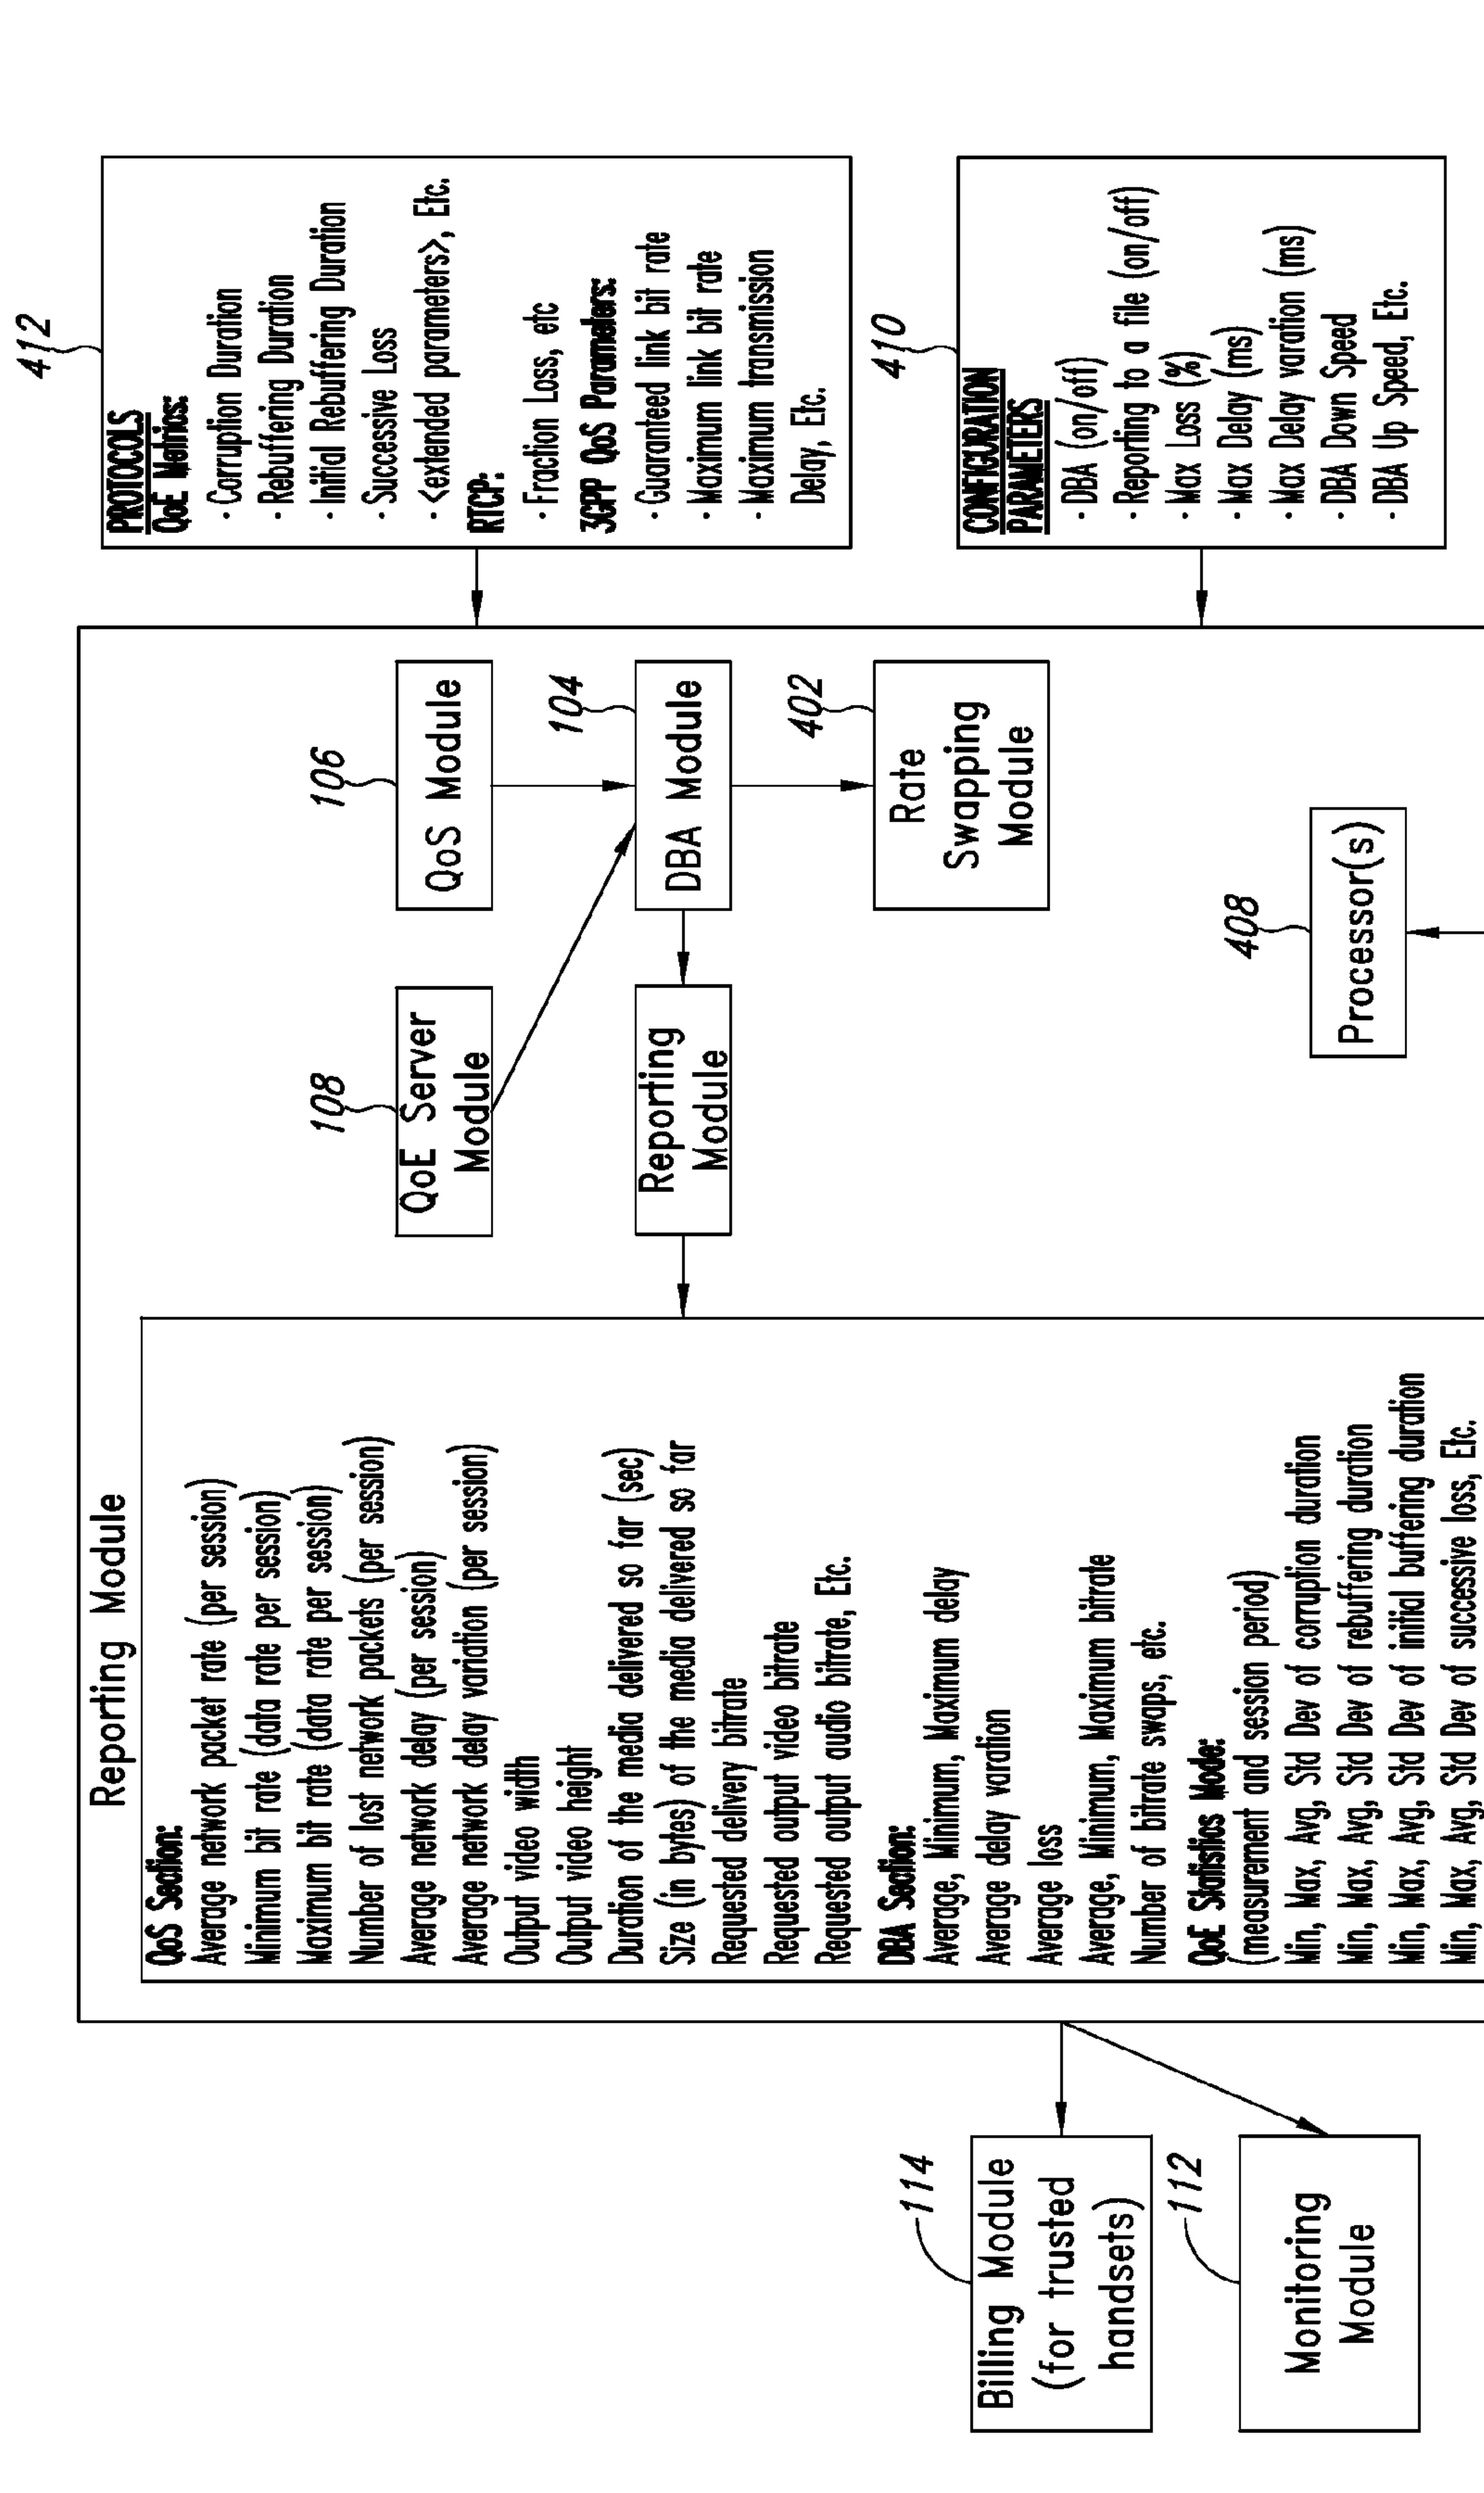 Reporting Module
QoS Section:
Average network packet rate (per session)
Minimum bit rate (data rate per session)
Maximum bit rate (data rate per session)
Number of lost network packets (per session)
Average network delay (per session)
Average network delay variation (per session)
Output video width
Output video height
Duration of the media delivered so far (sec)
Size (in bytes) of the media delivered so far
Requested delivery bitrate
Requested output video bitrate
Requested output audio bitrate, Etc.
DBA Section:
Average, Minimum, Maximum delay
Average delay variation
Average loss
Average, Minimum, Maximum bitrate
Number of bitrate swaps, etc.
QoE Statistics Mode:
(measurement and session period)
Min, Max, Avg, Std Dev of corruption duration
Min, Max, Avg, Std Dev of rebuffering duration
Min, Max, Avg, Std Dev of initial buffering duration
Min, Max, Avg, Std Dev of successive loss, Etc.
114
Billing Module
(for trusted
handsets)
112
Monitoring
Module
108
QoE Server
Module
106
QoS Module
104
DBA Module
Reporting
Module
402
Rate
Swapping
Module
408
Processor(s)
412
PROTOCOLS
QoE Metrics:
· Corruption Duration
· Rebuffering Duration
· Initial Rebuffering Duration
· Successive Loss
· <extended parameters>, Etc.
RTCP:
· Fraction Loss, etc
3GPP QoS Parameters:
· Guaranteed link bit rate
· Maximum link bit rate
· Maximum transmission
Delay, Etc.
410
CONFIGURATION
PARAMETERS
· DBA (on/off)
· Reporting to a file (on/off)
· Max Loss (%)
· Max Delay (ms)
· Max Delay varation (ms)
· DBA Down Speed
· DBA Up Speed, Etc.